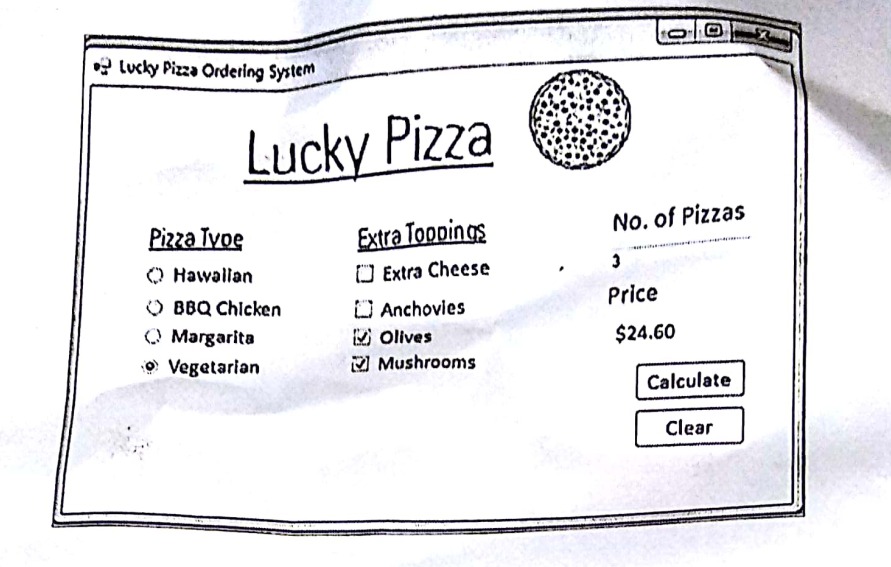 Lucky Pizza Ordering System
Lucky Pizza
Pizza Type
Hawaiian
BBQ Chicken
Margarita
Vegetarian
Extra Toppings
Extra Cheese
Anchovies
Olives
Mushrooms
No. of Pizzas
3
Price
$24.60
Calculate
Clear